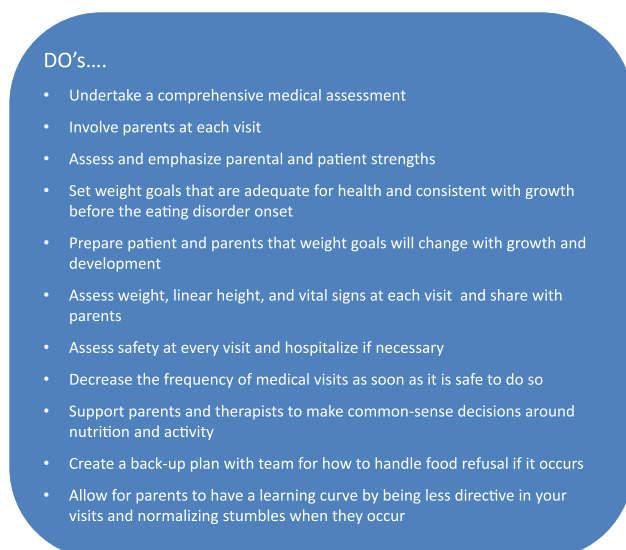 DO's....
• Undertake a comprehensive medical assessment
• Involve parents at each visit
• Assess and emphasize parental and patient strengths
• Set weight goals that are adequate for health and consistent with growth
before the eating disorder onset
• Prepare patient and parents that weight goals will change with growth and
development
• Assess weight, linear height, and vital signs at each visit  and share with
parents
• Assess safety at every visit and hospitalize if necessary
• Decrease the frequency of medical visits as soon as it is safe to do so
• Support parents and therapists to make common-sense decisions around
nutrition and activity
• Create a back-up plan with team for how to handle food refusal if it occurs
• Allow for parents to have a learning curve by being less directive in your
visits and normalizing stumbles when they occur